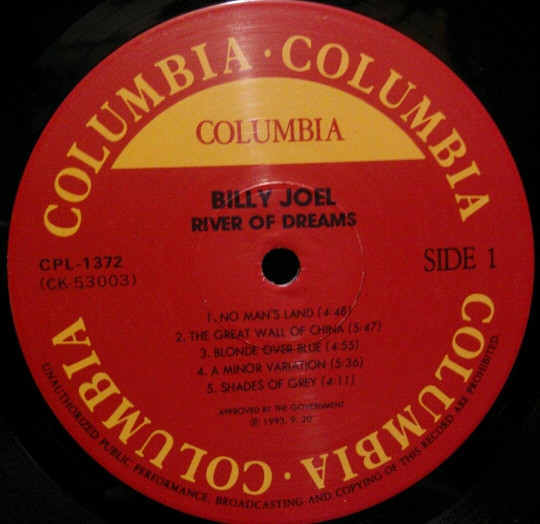 COLUMBIA · COLUMBIA
COLUMBIA
BILLY JOEL
RIVER OF DREAMS
CPL-1372
(CK-53003)
SIDE 1
1. NO MAN'S LAND (4:48)
2. THE GREAT WALL OF CHINA (5:47)
3. BLONDE OVER BLUE (4:55)
4. A MINOR VARIATION (5:36)
5. SHADES OF GREY (4:11)
APPROVED BY THE GOVERNMENT
℗ 1993. 9. 20
COLUMBIA · COLUMBIA
UNAUTHORIZED PUBLIC PERFORMANCE, BROADCASTING AND COPYING OF THIS RECORD ARE PROHIBITED.